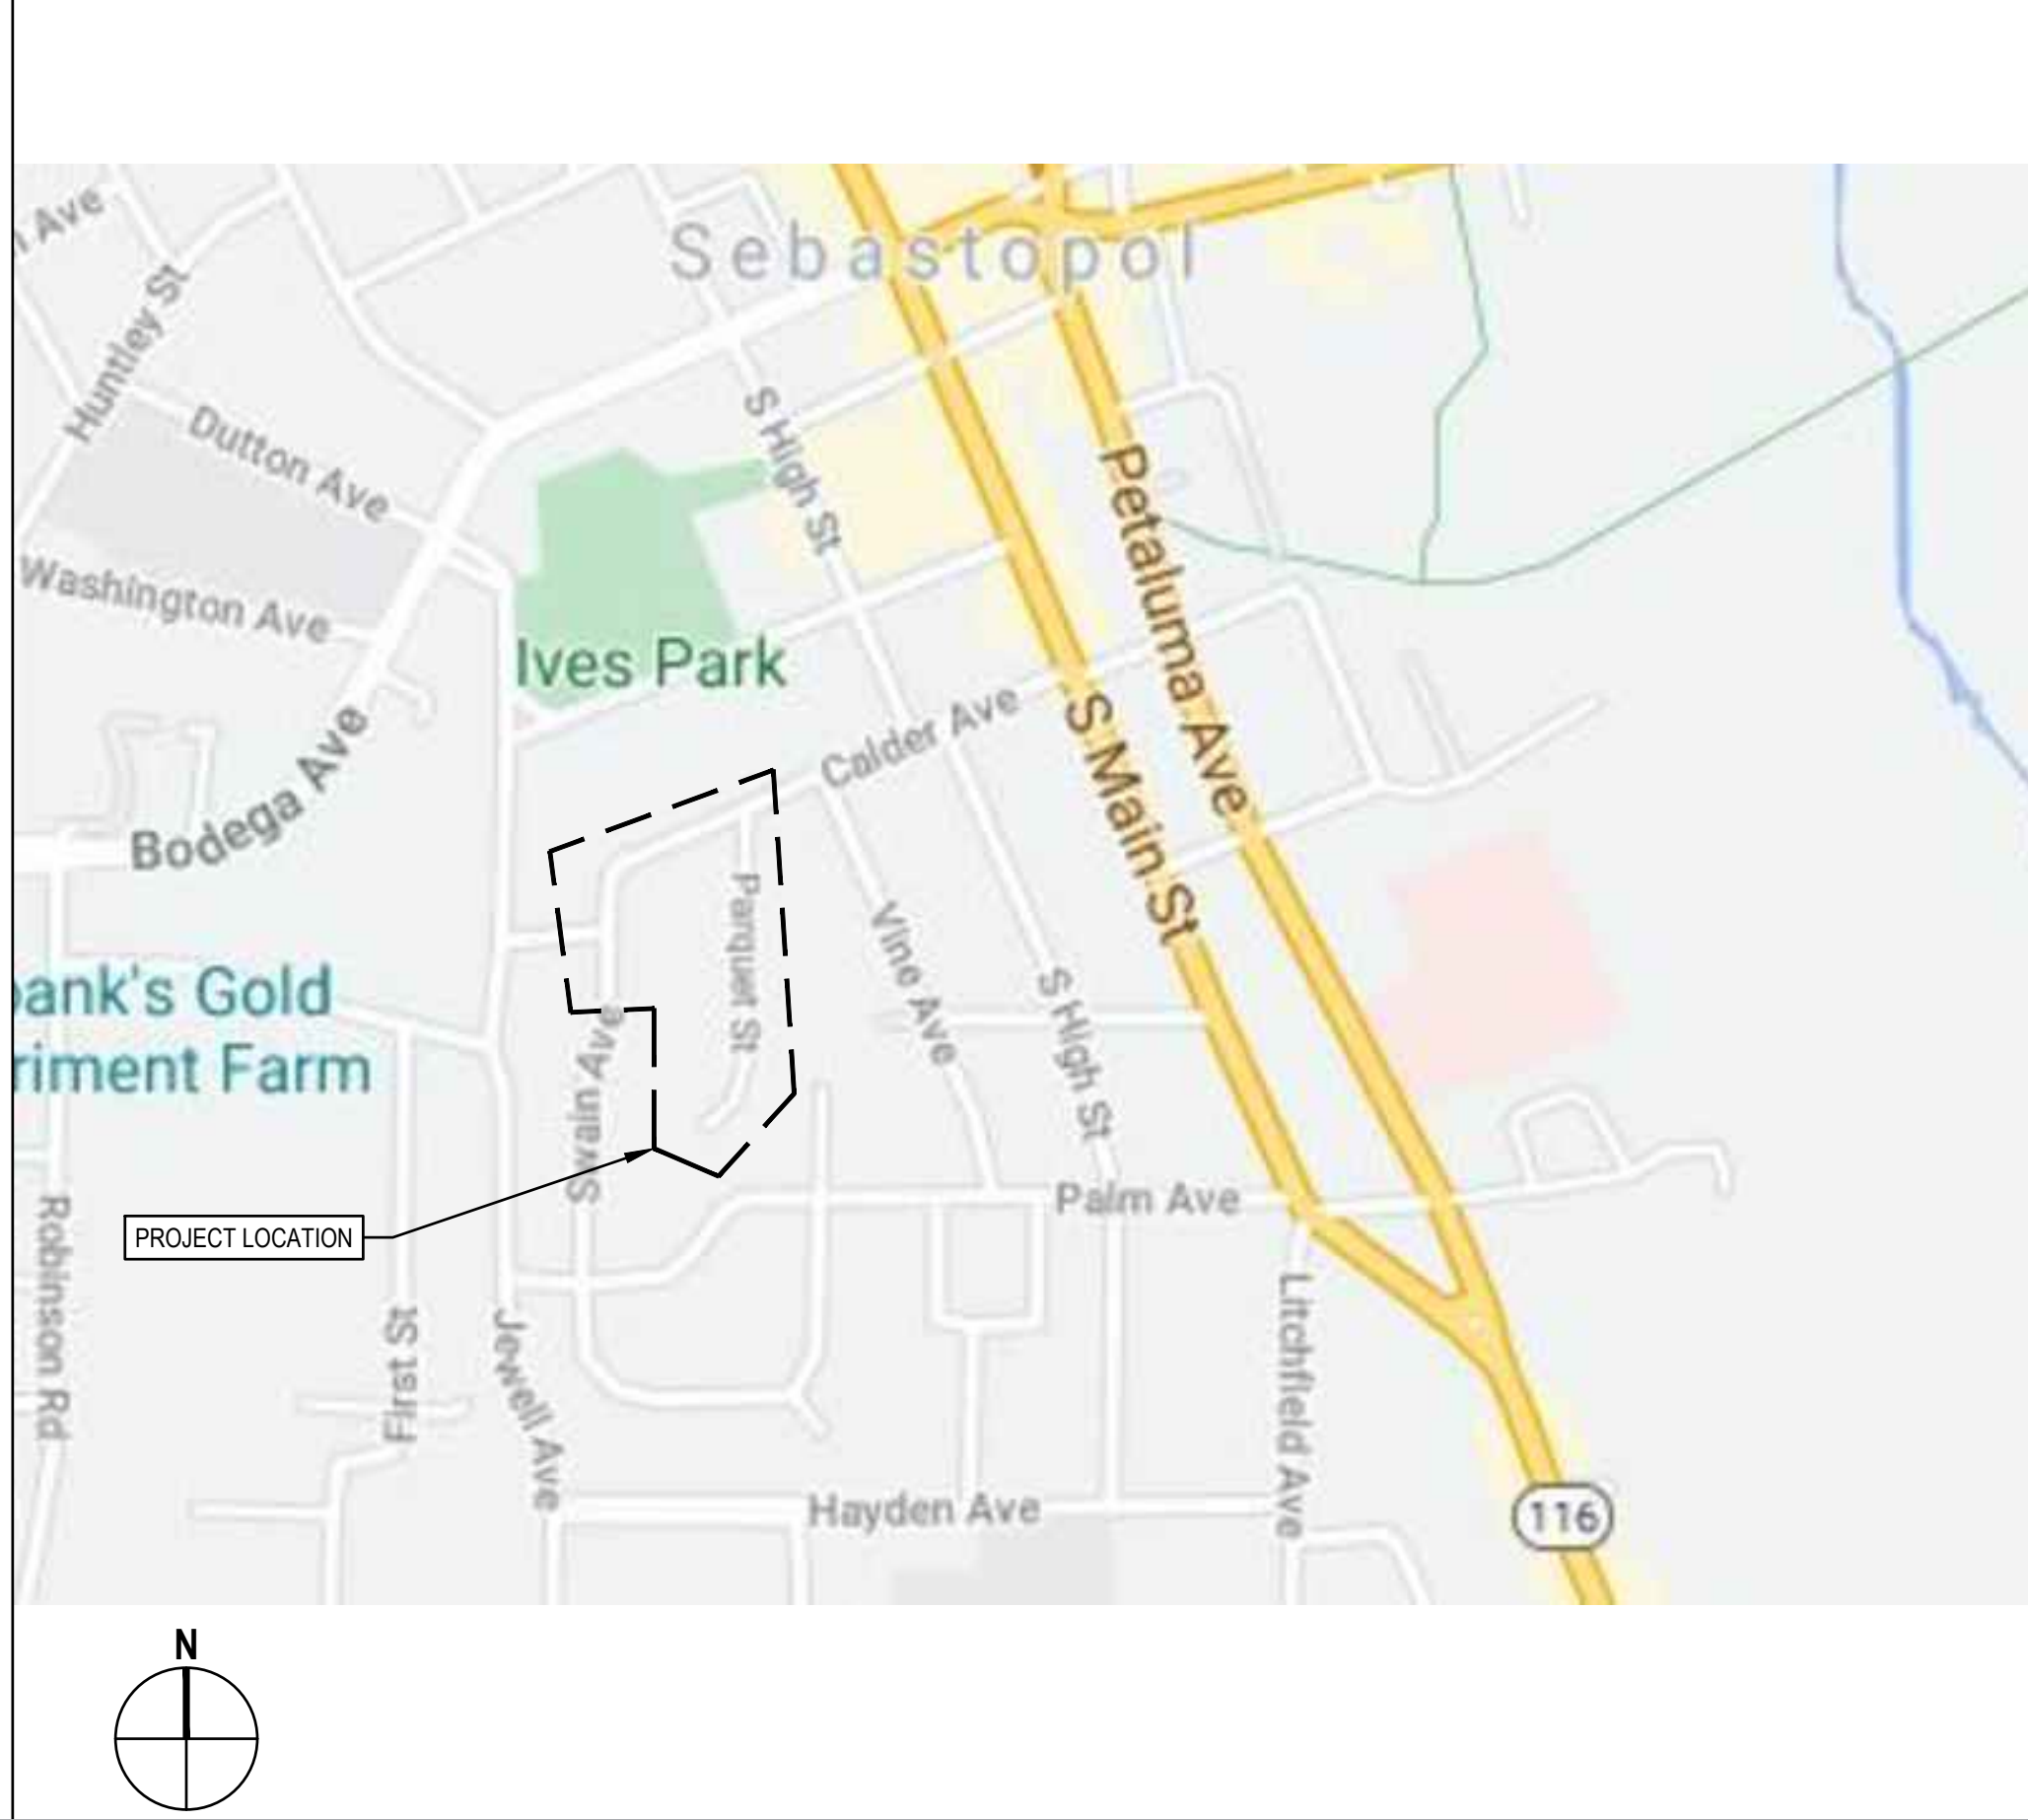 Ave
Sebastopol
Huntley St
Dutton Ave
S High St
Petaluma Ave
Washington Ave
Ives Park
Calder Ave
S Main St
Bodega Ave
Parquet St
Vine Ave
S High St
bank's Gold
riment Farm
Swain Ave
Palm Ave
PROJECT LOCATION
Robinson Rd
First St
Jewell Ave
Litchfield Ave
Hayden Ave
116
N